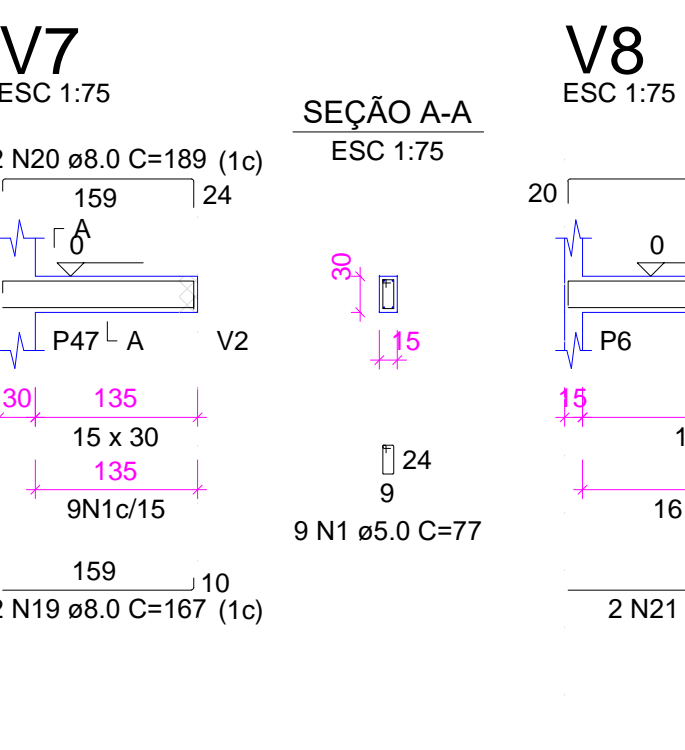 V7
ESC 1:75
2 N20 ø8.0 C=189 (1c)
159
24
A
0
P47
A
V2
30
135
15 x 30
135
9N1c/15
159
10
2 N19 ø8.0 C=167 (1c)
SEÇÃO A-A
ESC 1:75
30
15
24
9
9 N1 ø5.0 C=77
V8
ESC 1:75
20
0
P6
15
1
16
2 N21